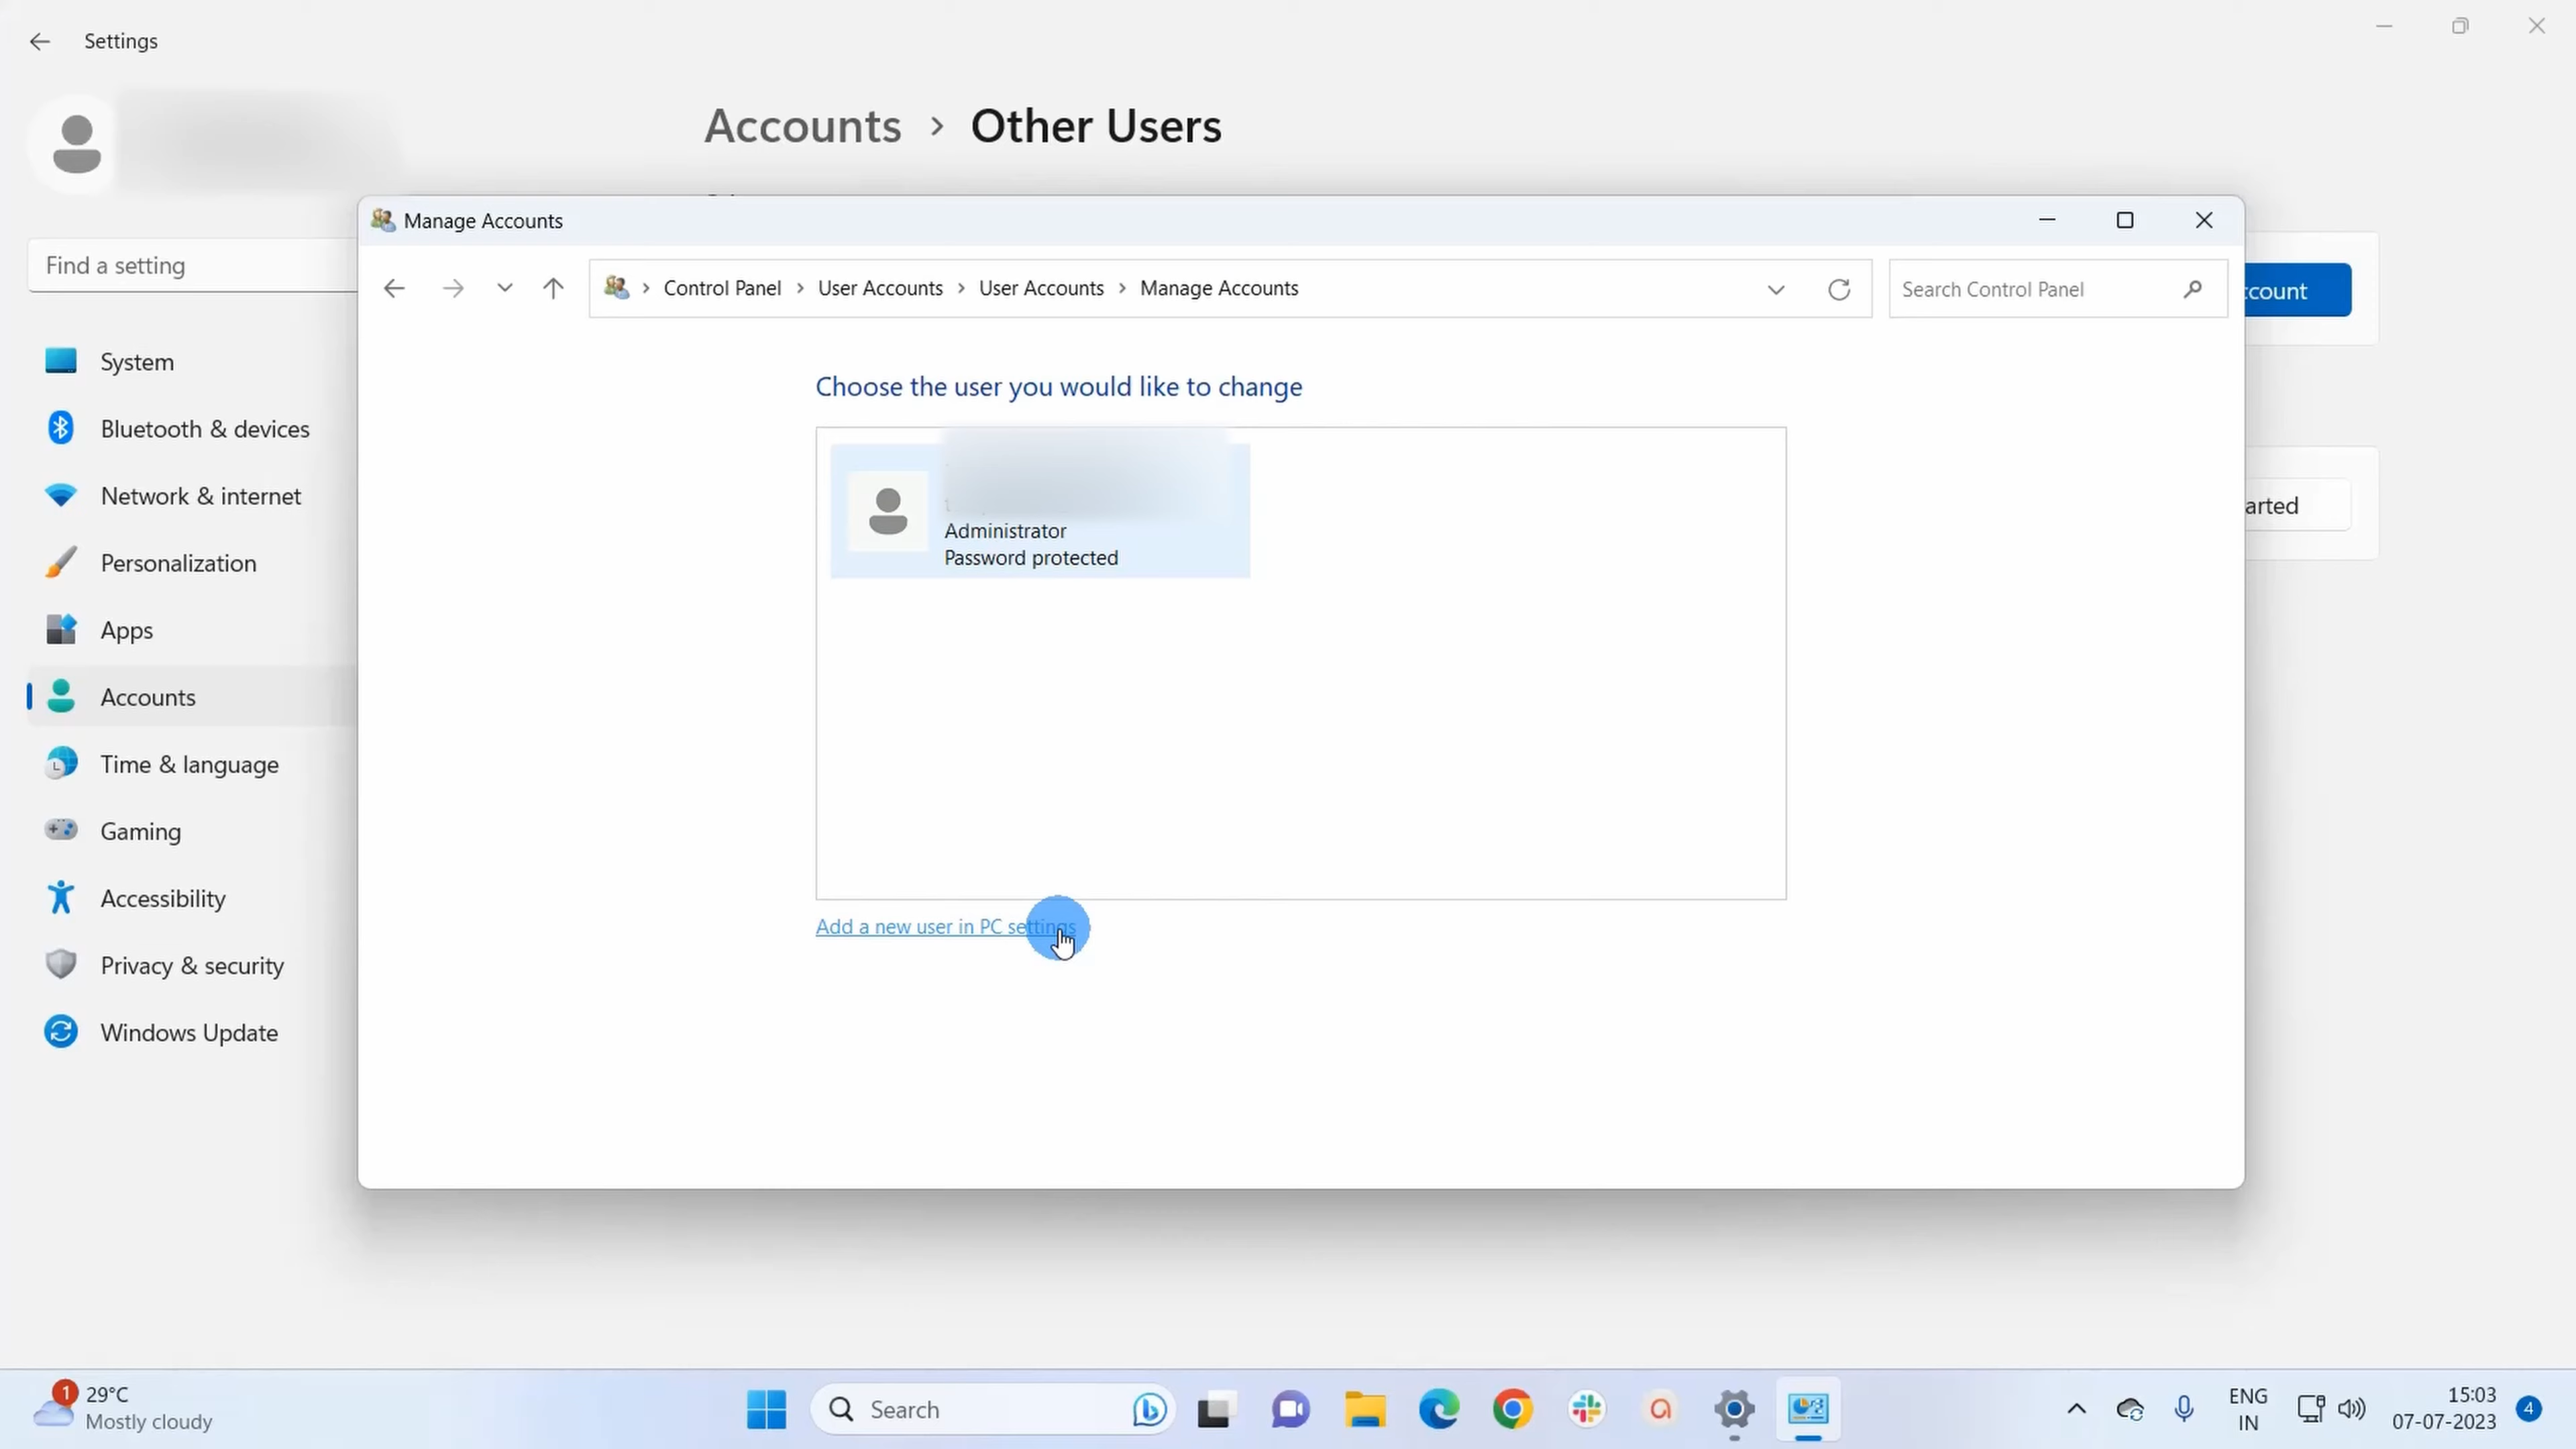 Settings
Accounts > Other Users
Manage Accounts
Find a setting
Control Panel > User Accounts > User Accounts > Manage Accounts
Search Control Panel
Choose the user you would like to change
System
Bluetooth & devices
Network & internet
Personalization
Apps
Accounts
Time & language
Gaming
Accessibility
Privacy & security
Windows Update
Administrator
Password protected
Add a new user in PC settings
1
29°C
Mostly cloudy
Search
ENG
IN
15:03
07-07-2023
4